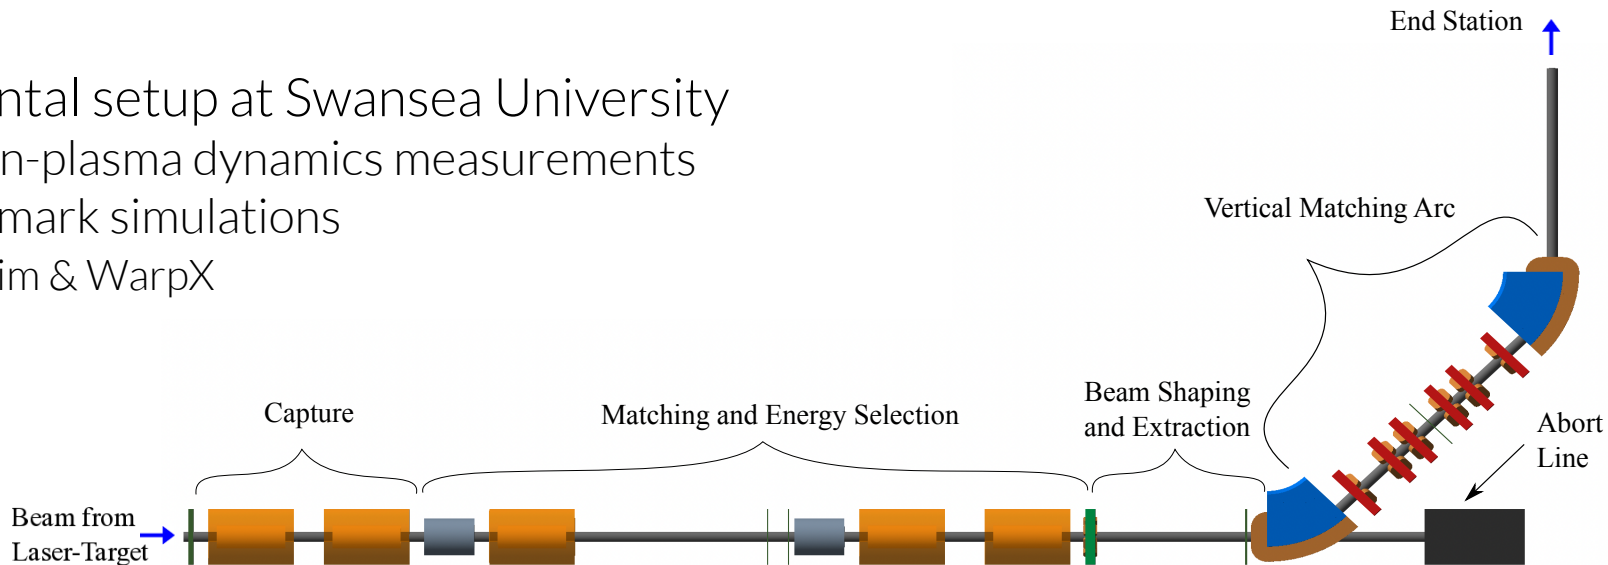 End Station
ntal setup at Swansea University
n-plasma dynamics measurements
mark simulations
im & WarpX
Vertical Matching Arc
Capture
Matching and Energy Selection
Beam Shaping
and Extraction
Abort
Line
Beam from
Laser-Target